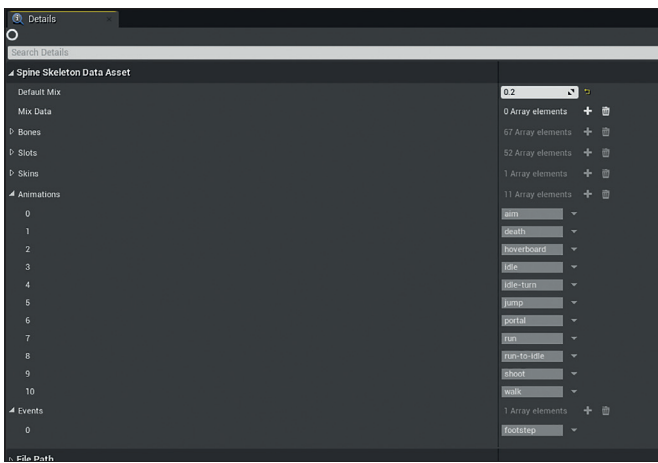 Details
Search Details
Spine Skeleton Data Asset
Default Mix 0.2
Mix Data 0 Array elements
Bones 67 Array elements
Slots 52 Array elements
Skins 1 Array elements
Animations 11 Array elements
0 aim
1 death
2 hoverboard
3 idle
4 idle-turn
5 jump
6 portal
7 run
8 run-to-idle
9 shoot
10 walk
Events 1 Array elements
0 footstep
File Path